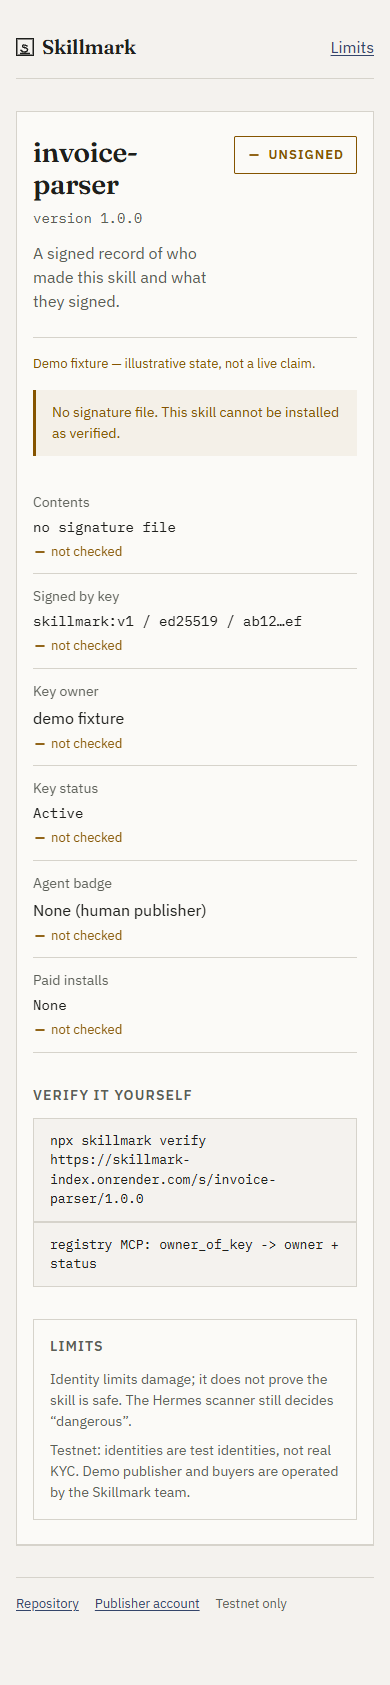 Skillmark
Limits
invoice-
parser
— UNSIGNED
version 1.0.0
A signed record of who
made this skill and what
they signed.
Demo fixture — illustrative state, not a live claim.
No signature file. This skill cannot be installed
as verified.
Contents
no signature file
— not checked
Signed by key
skillmark:v1 / ed25519 / ab12…ef
— not checked
Key owner
demo fixture
— not checked
Key status
Active
— not checked
Agent badge
None (human publisher)
— not checked
Paid installs
None
— not checked
VERIFY IT YOURSELF
npx skillmark verify
https://skillmark-
index.onrender.com/s/invoice-
parser/1.0.0
registry MCP: owner_of_key -> owner +
status
LIMITS
Identity limits damage; it does not prove the
skill is safe. The Hermes scanner still decides
“dangerous”.
Testnet: identities are test identities, not real
KYC. Demo publisher and buyers are operated
by the Skillmark team.
Repository
Publisher account
Testnet only